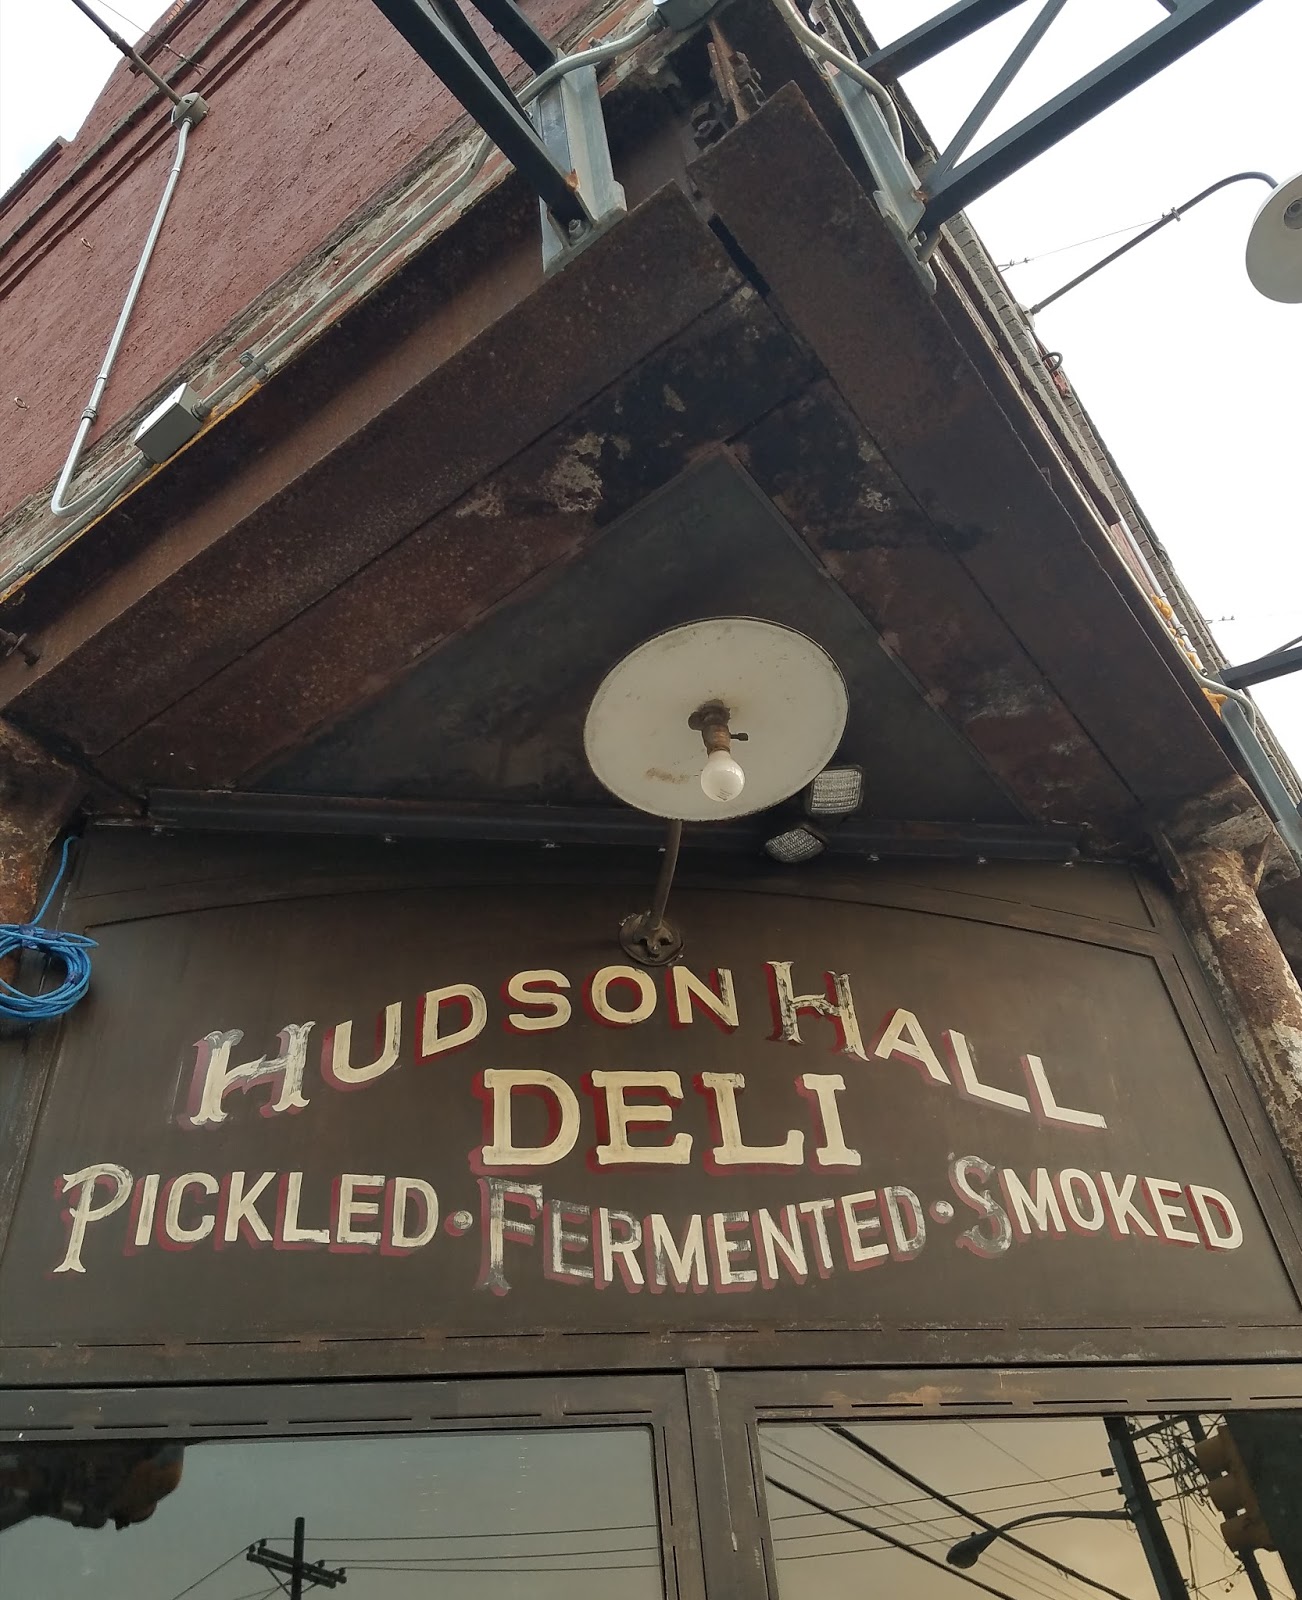 HUDSON HALL
DELI
PICKLED · FERMENTED · SMOKED